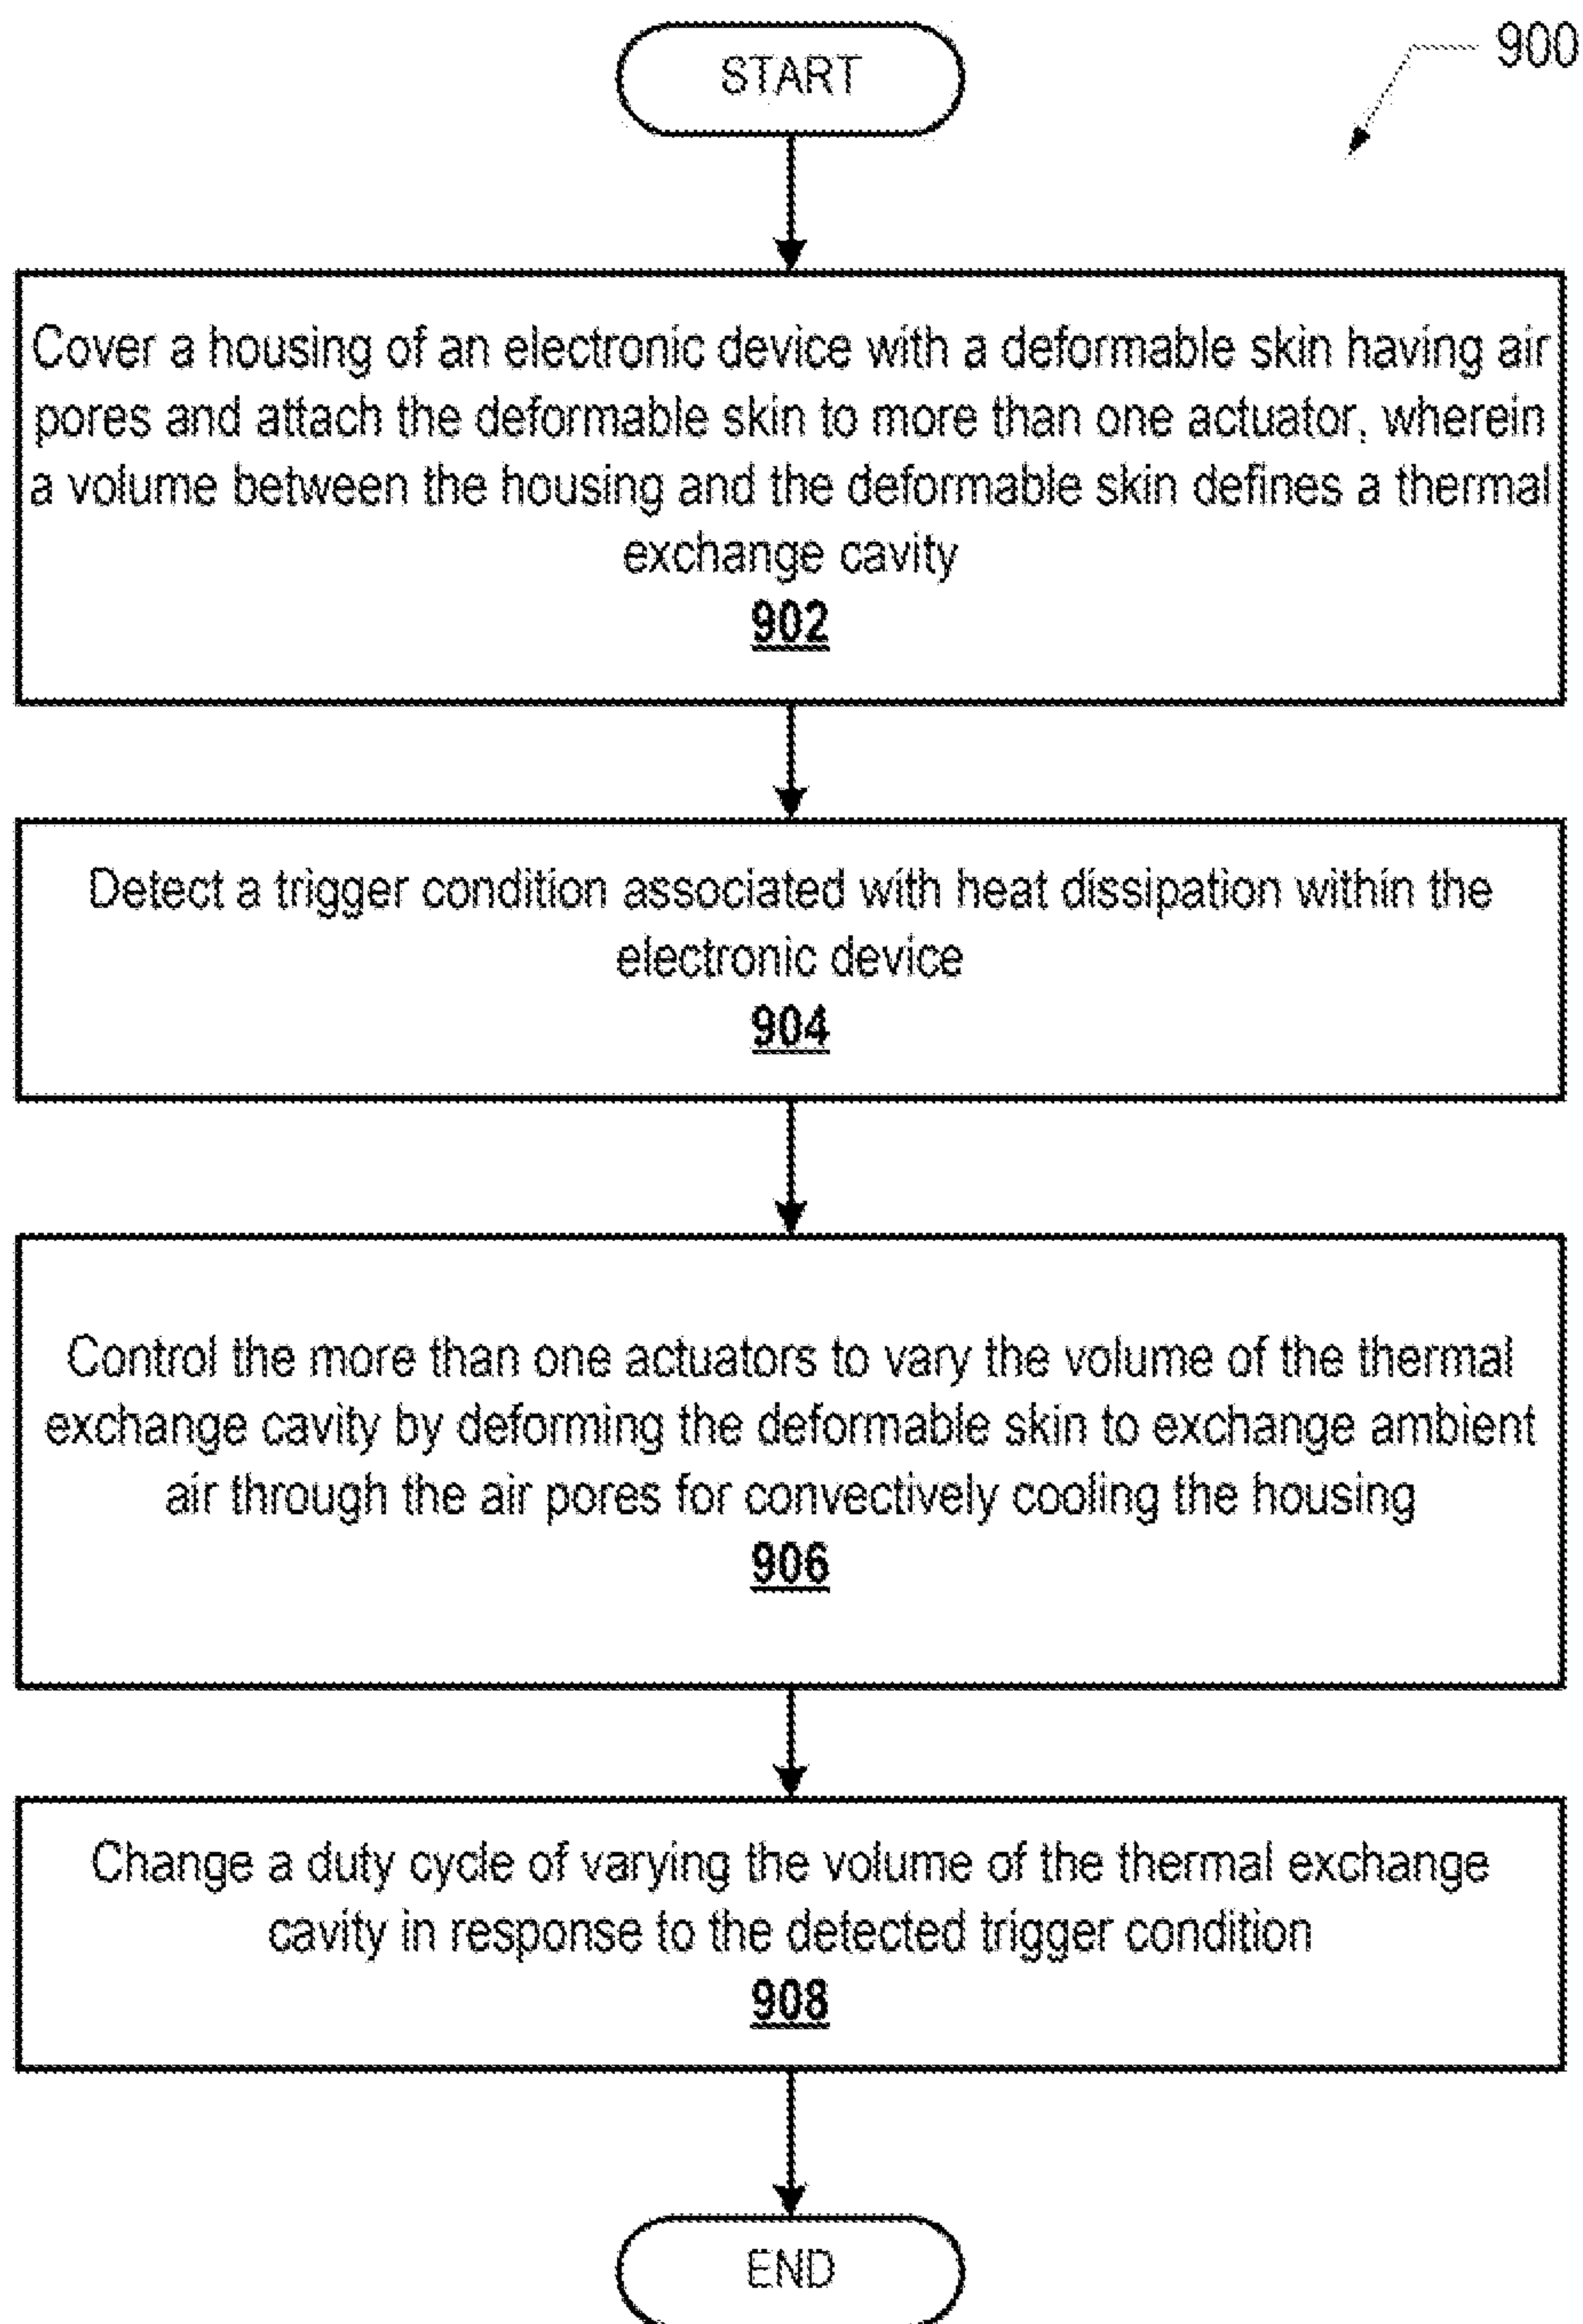 START
900
Cover a housing of an electronic device with a deformable skin having air
pores and attach the deformable skin to more than one actuator, wherein
a volume between the housing and the deformable skin defines a thermal
exchange cavity
902
Detect a trigger condition associated with heat dissipation within the
electronic device
904
Control the more than one actuators to vary the volume of the thermal
exchange cavity by deforming the deformable skin to exchange ambient
air through the air pores for convectively cooling the housing
906
Change a duty cycle of varying the volume of the thermal exchange
cavity in response to the detected trigger condition
908
END